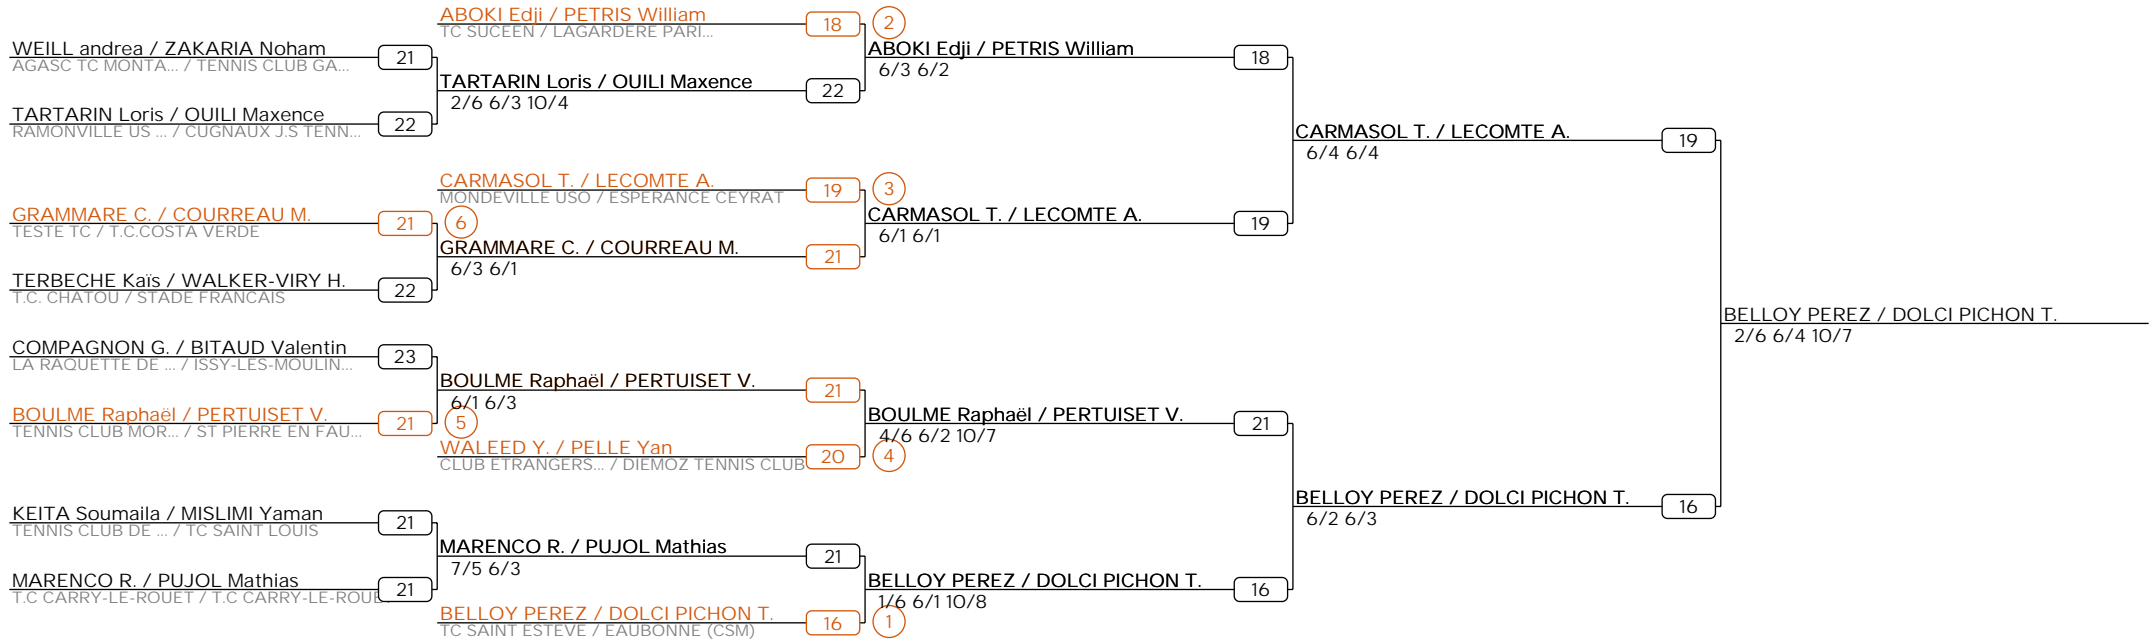 ABOKI Edji / PETRIS William 18 2
TC SUCEEN / LAGARDERE PARI...
WEILL andrea / ZAKARIA Noham 21
AGASC TC MONTA... / TENNIS CLUB GA...
ABOKI Edji / PETRIS William 18
6/3 6/2
TARTARIN Loris / OUILI Maxence 22
2/6 6/3 10/4
TARTARIN Loris / OUILI Maxence 22
RAMONVILLE US ... / CUGNAUX J.S TENN...
CARMASOL T. / LECOMTE A. 19
6/4 6/4
CARMASOL T. / LECOMTE A. 19 3
MONDEVILLE USO / ESPERANCE CEYRAT
GRAMMARE C. / COURREAU M. 21 6
TESTE TC / T.C.COSTA VERDE
CARMASOL T. / LECOMTE A. 19
6/1 6/1
GRAMMARE C. / COURREAU M. 21
6/3 6/1
TERBECHE Kaïs / WALKER-VIRY H. 22
T.C. CHATOU / STADE FRANCAIS
BELLOY PEREZ / DOLCI PICHON T.
2/6 6/4 10/7
COMPAGNON G. / BITAUD Valentin 23
LA RAQUETTE DE ... / ISSY-LES-MOULIN...
BOULME Raphaël / PERTUISET V. 21
6/1 6/3
BOULME Raphaël / PERTUISET V. 21 5
TENNIS CLUB MOR... / ST PIERRE EN FAU...
BOULME Raphaël / PERTUISET V. 21
4/6 6/2 10/7
WALEED Y. / PELLE Yan 20 4
CLUB ETRANGERS... / DIEMOZ TENNIS CLUB
BELLOY PEREZ / DOLCI PICHON T. 16
6/2 6/3
KEITA Soumaila / MISLIMI Yaman 21
TENNIS CLUB DE ... / TC SAINT LOUIS
MARENCO R. / PUJOL Mathias 21
7/5 6/3
MARENCO R. / PUJOL Mathias 21
T.C CARRY-LE-ROUET / T.C CARRY-LE-ROUE
BELLOY PEREZ / DOLCI PICHON T. 16
1/6 6/1 10/8
BELLOY PEREZ / DOLCI PICHON T. 16 1
TC SAINT ESTEVE / EAUBONNE (CSM)